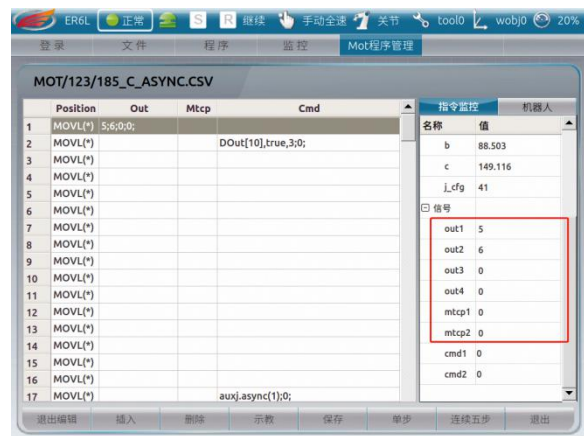 ER6L 正常 S R 继续 手动全速 关节 tool0 wobj0 20%
登录 文件 程序 监控 Mot程序管理
MOT/123/185_C_ASYNC.CSV
Position Out Mtcp Cmd
1 MOVL(*) 5;6;0;0;
2 MOVL(*) DOut[10],true,3;0;
3 MOVL(*)
4 MOVL(*)
5 MOVL(*)
6 MOVL(*)
7 MOVL(*)
8 MOVL(*)
9 MOVL(*)
10 MOVL(*)
11 MOVL(*)
12 MOVL(*)
13 MOVL(*)
14 MOVL(*)
15 MOVL(*)
16 MOVL(*)
17 MOVL(*) auxj.async(1);0;
指令监控 机器人
名称 值
b 88.503
c 149.116
j_cfg 41
信号
out1 5
out2 6
out3 0
out4 0
mtcp1 0
mtcp2 0
cmd1 0
cmd2 0
退出编辑 插入 删除 示教 保存 单步 连续五步 退出